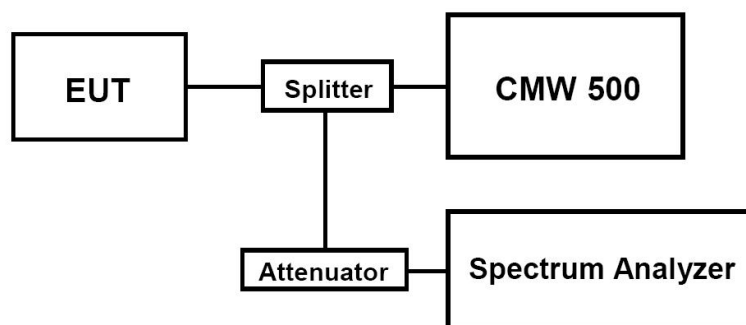 EUT
Splitter
CMW 500
Attenuator
Spectrum Analyzer